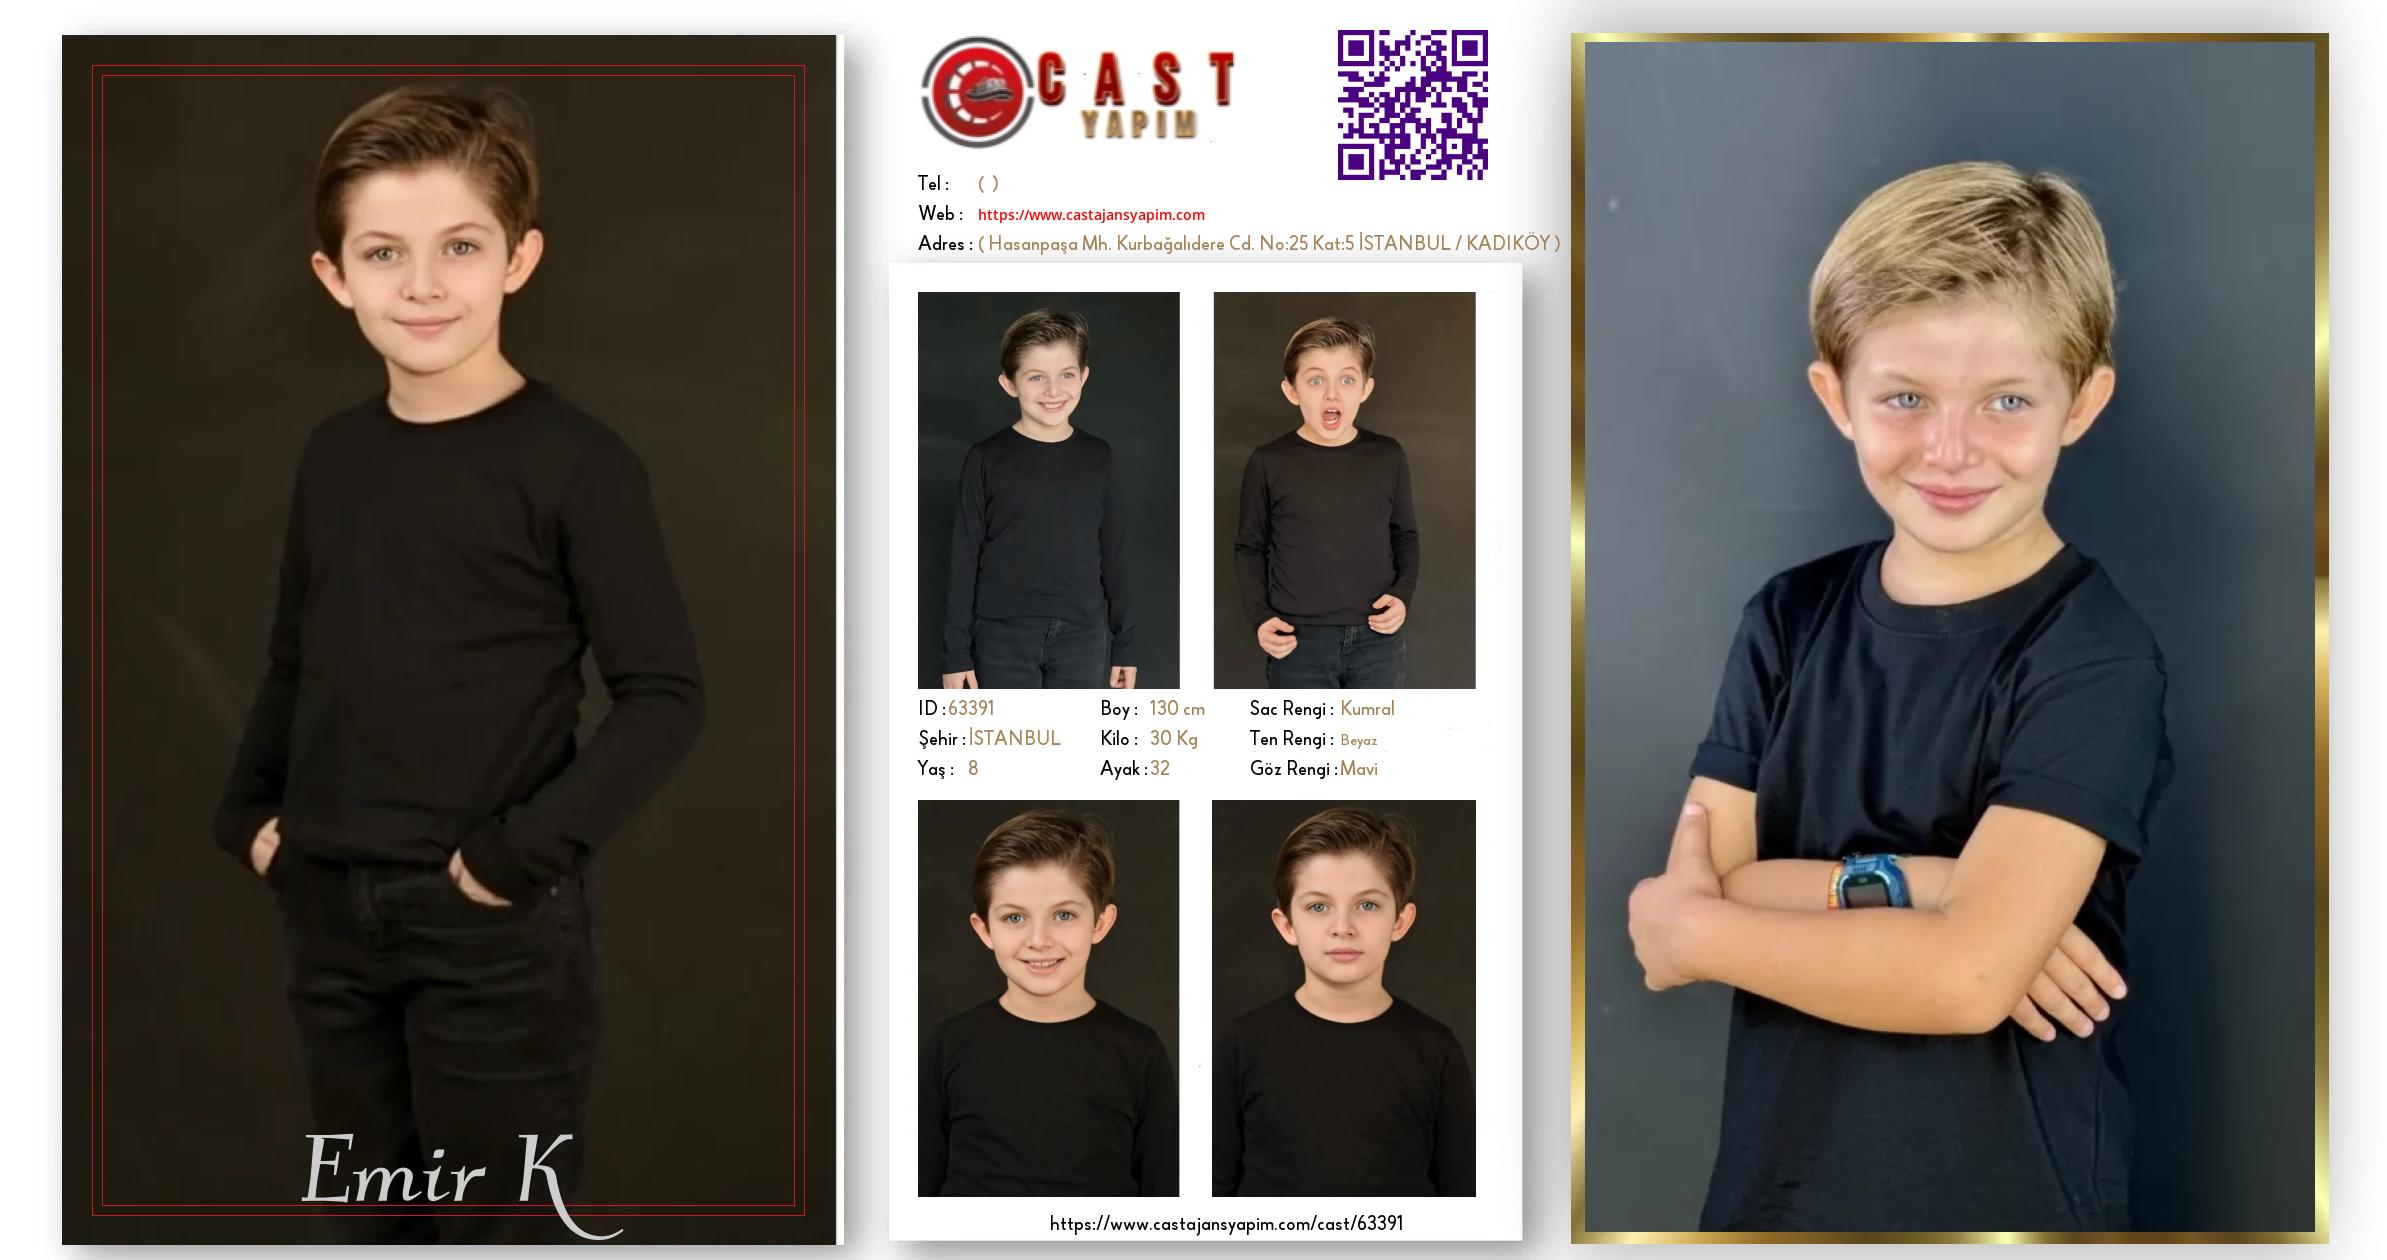 Emir K
CAST
YAPIM
Tel : ( )
Web : https://www.castajansyapim.com
Adres : ( Hasanpaşa Mh. Kurbağalıdere Cd. No:25 Kat:5 İSTANBUL / KADIKÖY )
ID : 63391 Boy : 130 cm Sac Rengi : Kumral
Şehir : İSTANBUL Kilo : 30 Kg Ten Rengi : Beyaz
Yaş : 8 Ayak : 32 Göz Rengi : Mavi
https://www.castajansyapim.com/cast/63391